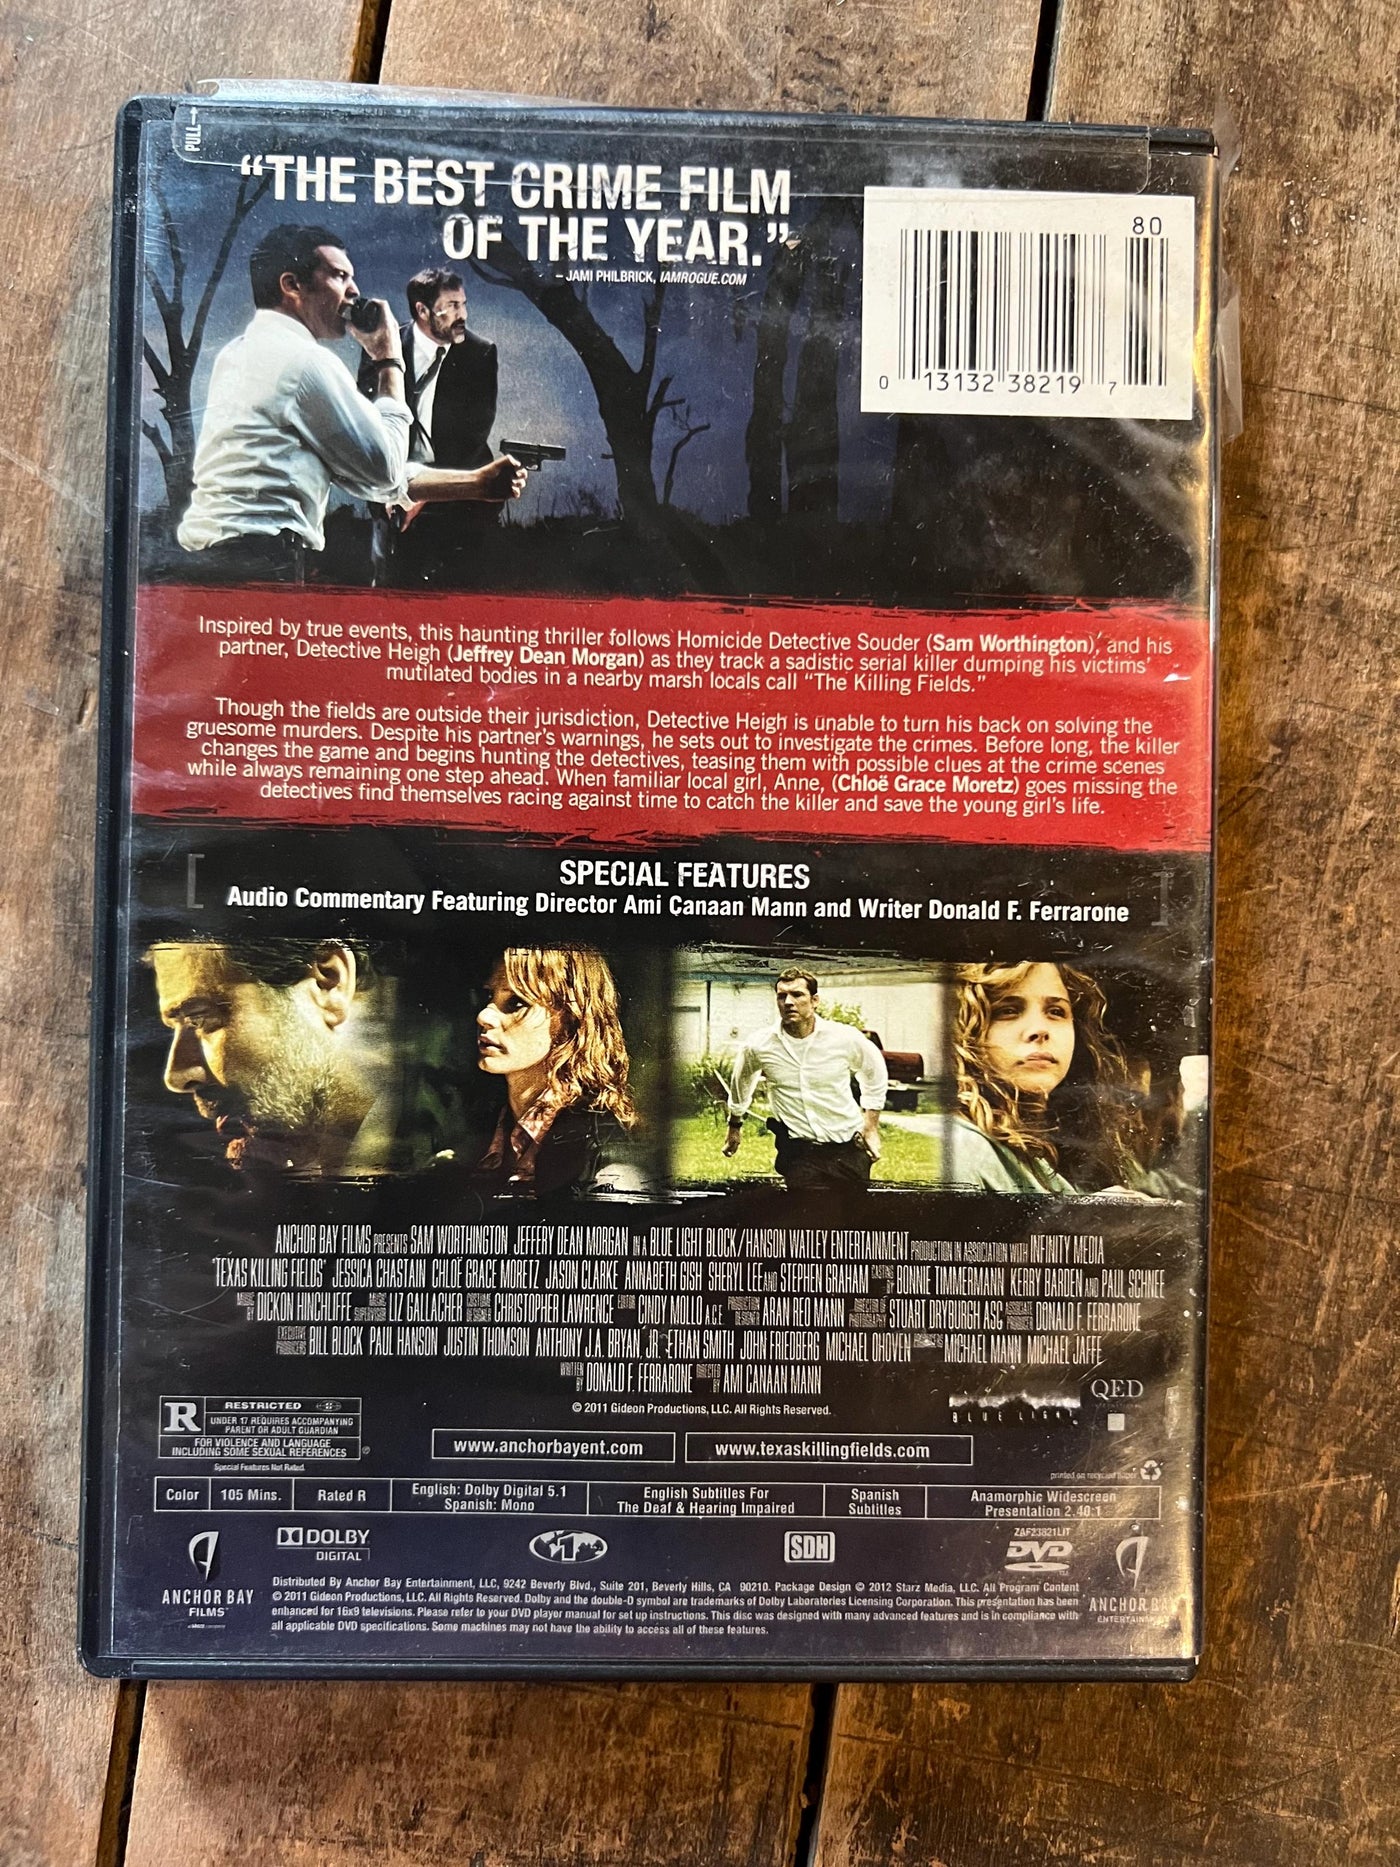 PULL→
"THE BEST CRIME FILM
OF THE YEAR."
– JAMI PHILBRICK, IAMROGUE.COM
80
0 13132 38219 7
Inspired by true events, this haunting thriller follows Homicide Detective Souder (Sam Worthington), and his
partner, Detective Heigh (Jeffrey Dean Morgan) as they track a sadistic serial killer dumping his victims'
mutilated bodies in a nearby marsh locals call "The Killing Fields."
Though the fields are outside their jurisdiction, Detective Heigh is unable to turn his back on solving the
gruesome murders. Despite his partner's warnings, he sets out to investigate the crimes. Before long, the killer
changes the game and begins hunting the detectives, teasing them with possible clues at the crime scenes
while always remaining one step ahead. When familiar local girl, Anne, (Chloë Grace Moretz) goes missing the
detectives find themselves racing against time to catch the killer and save the young girl's life.
SPECIAL FEATURES
Audio Commentary Featuring Director Ami Canaan Mann and Writer Donald F. Ferrarone
ANCHOR BAY FILMS PRESENTS SAM WORTHINGTON JEFFERY DEAN MORGAN IN A BLUE LIGHT BLOCK/HANSON WATLEY ENTERTAINMENT PRODUCTION IN ASSOCIATION WITH INFINITY MEDIA
"TEXAS KILLING FIELDS" JESSICA CHASTAIN CHLOË GRACE MORETZ JASON CLARKE ANNABETH GISH SHERYL LEE AND STEPHEN GRAHAM CASTING BY BONNIE TIMMERMANN KERRY BARDEN AND PAUL SCHNEE
MUSIC BY DICKON HINCHLIFFE MUSIC SUPERVISOR LIZ GALLACHER COSTUME DESIGNER CHRISTOPHER LAWRENCE EDITOR CINDY MOLLO A.C.E. PRODUCTION DESIGNER ARAN REO MANN DIRECTOR OF PHOTOGRAPHY STUART DRYBURGH ASC ASSOCIATE PRODUCER DONALD F. FERRARONE
EXECUTIVE PRODUCERS BILL BLOCK PAUL HANSON JUSTIN THOMSON ANTHONY J.A. BRYAN, JR. ETHAN SMITH JOHN FRIEDBERG MICHAEL OHOVEN PRODUCERS MICHAEL MANN MICHAEL JAFFE
WRITTEN BY DONALD F. FERRARONE DIRECTED BY AMI CANAAN MANN
© 2011 Gideon Productions, LLC. All Rights Reserved.
BLUE LIGHT
QED
R RESTRICTED
UNDER 17 REQUIRES ACCOMPANYING
PARENT OR ADULT GUARDIAN
FOR VIOLENCE AND LANGUAGE
INCLUDING SOME SEXUAL REFERENCES
®
Special Features Not Rated.
www.anchorbayent.com
www.texaskillingfields.com
printed on recycled paper
Color 105 Mins. Rated R
English: Dolby Digital 5.1
Spanish: Mono
English Subtitles For
The Deaf & Hearing Impaired
Spanish
Subtitles
Anamorphic Widescreen
Presentation 2.40:1
DOLBY
DIGITAL
1
SDH
ZAF23821LIT
DVD
ANCHOR BAY
FILMS
ANCHOR BAY
ENTERTAINMENT
Distributed By Anchor Bay Entertainment, LLC, 9242 Beverly Blvd., Suite 201, Beverly Hills, CA 90210. Package Design © 2012 Starz Media, LLC. All Program Content
© 2011 Gideon Productions, LLC. All Rights Reserved. Dolby and the double-D symbol are trademarks of Dolby Laboratories Licensing Corporation. This presentation has been
enhanced for 16x9 televisions. Please refer to your DVD player manual for set up instructions. This disc was designed with many advanced features and is in compliance with
all applicable DVD specifications. Some machines may not have the ability to access all of these features.